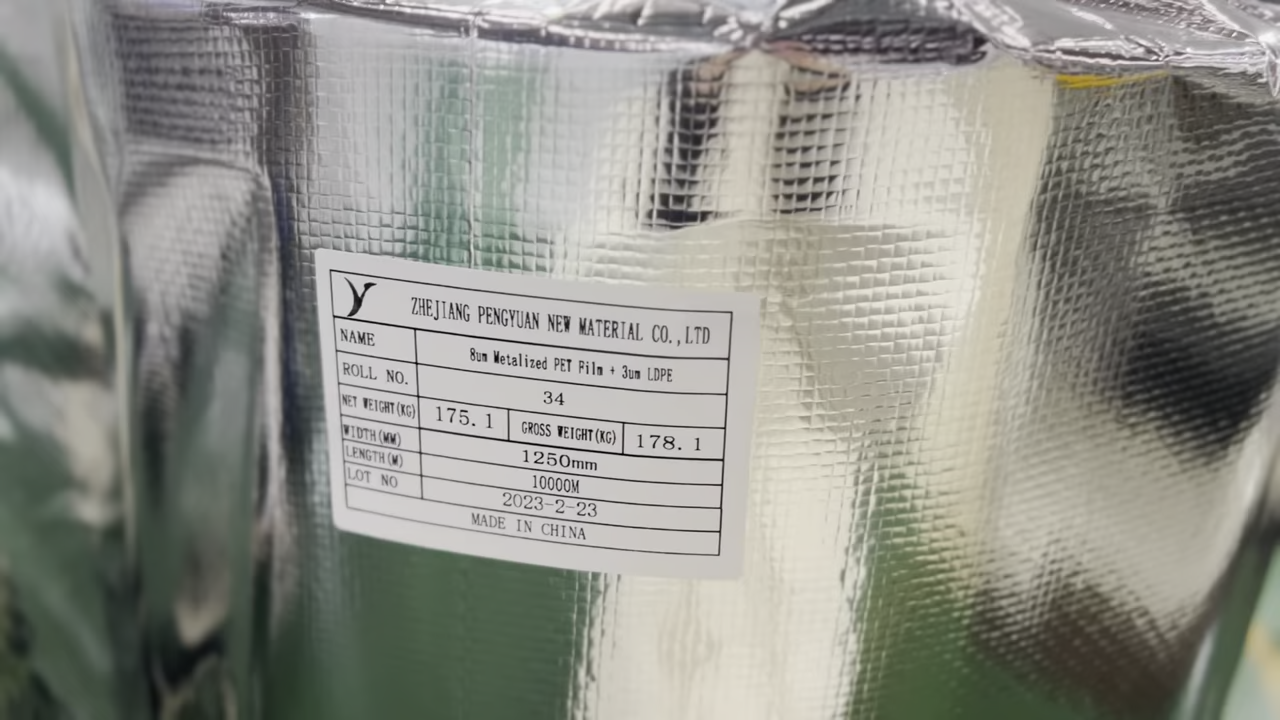 ZHEJIANG PENGYUAN NEW MATERIAL CO.,LTD
NAME 8um Metalized PET Film + 3um LDPE
ROLL NO. 34
NET WEIGHT(KG) 175.1 GROSS WEIGHT(KG) 178.1
WIDTH(MM) 1250mm
LENGTH(M) 10000M
LOT NO 2023-2-23
MADE IN CHINA